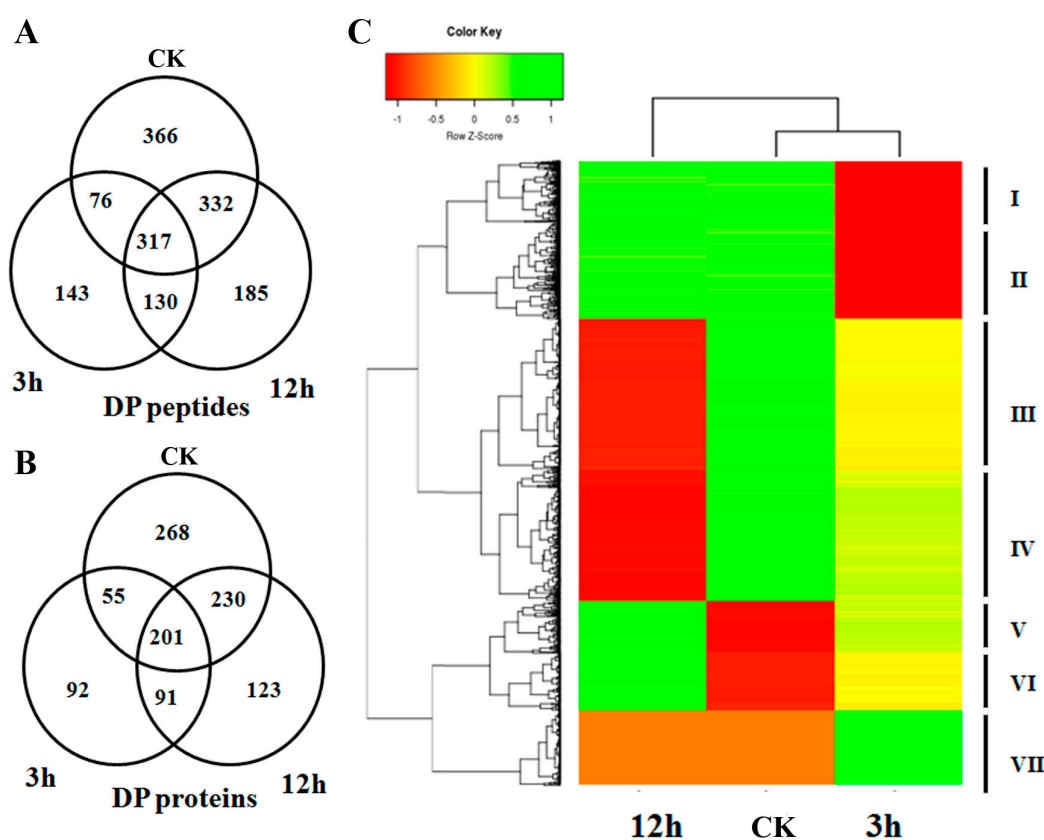 A
CK
366
76
332
317
143
130
185
3h
12h
DP peptides
B
CK
268
55
230
201
92
91
123
3h
12h
DP proteins
C
Color Key
-1 -0.5 0 0.5 1
Row Z-Score
I
II
III
IV
V
VI
VII
12h CK 3h